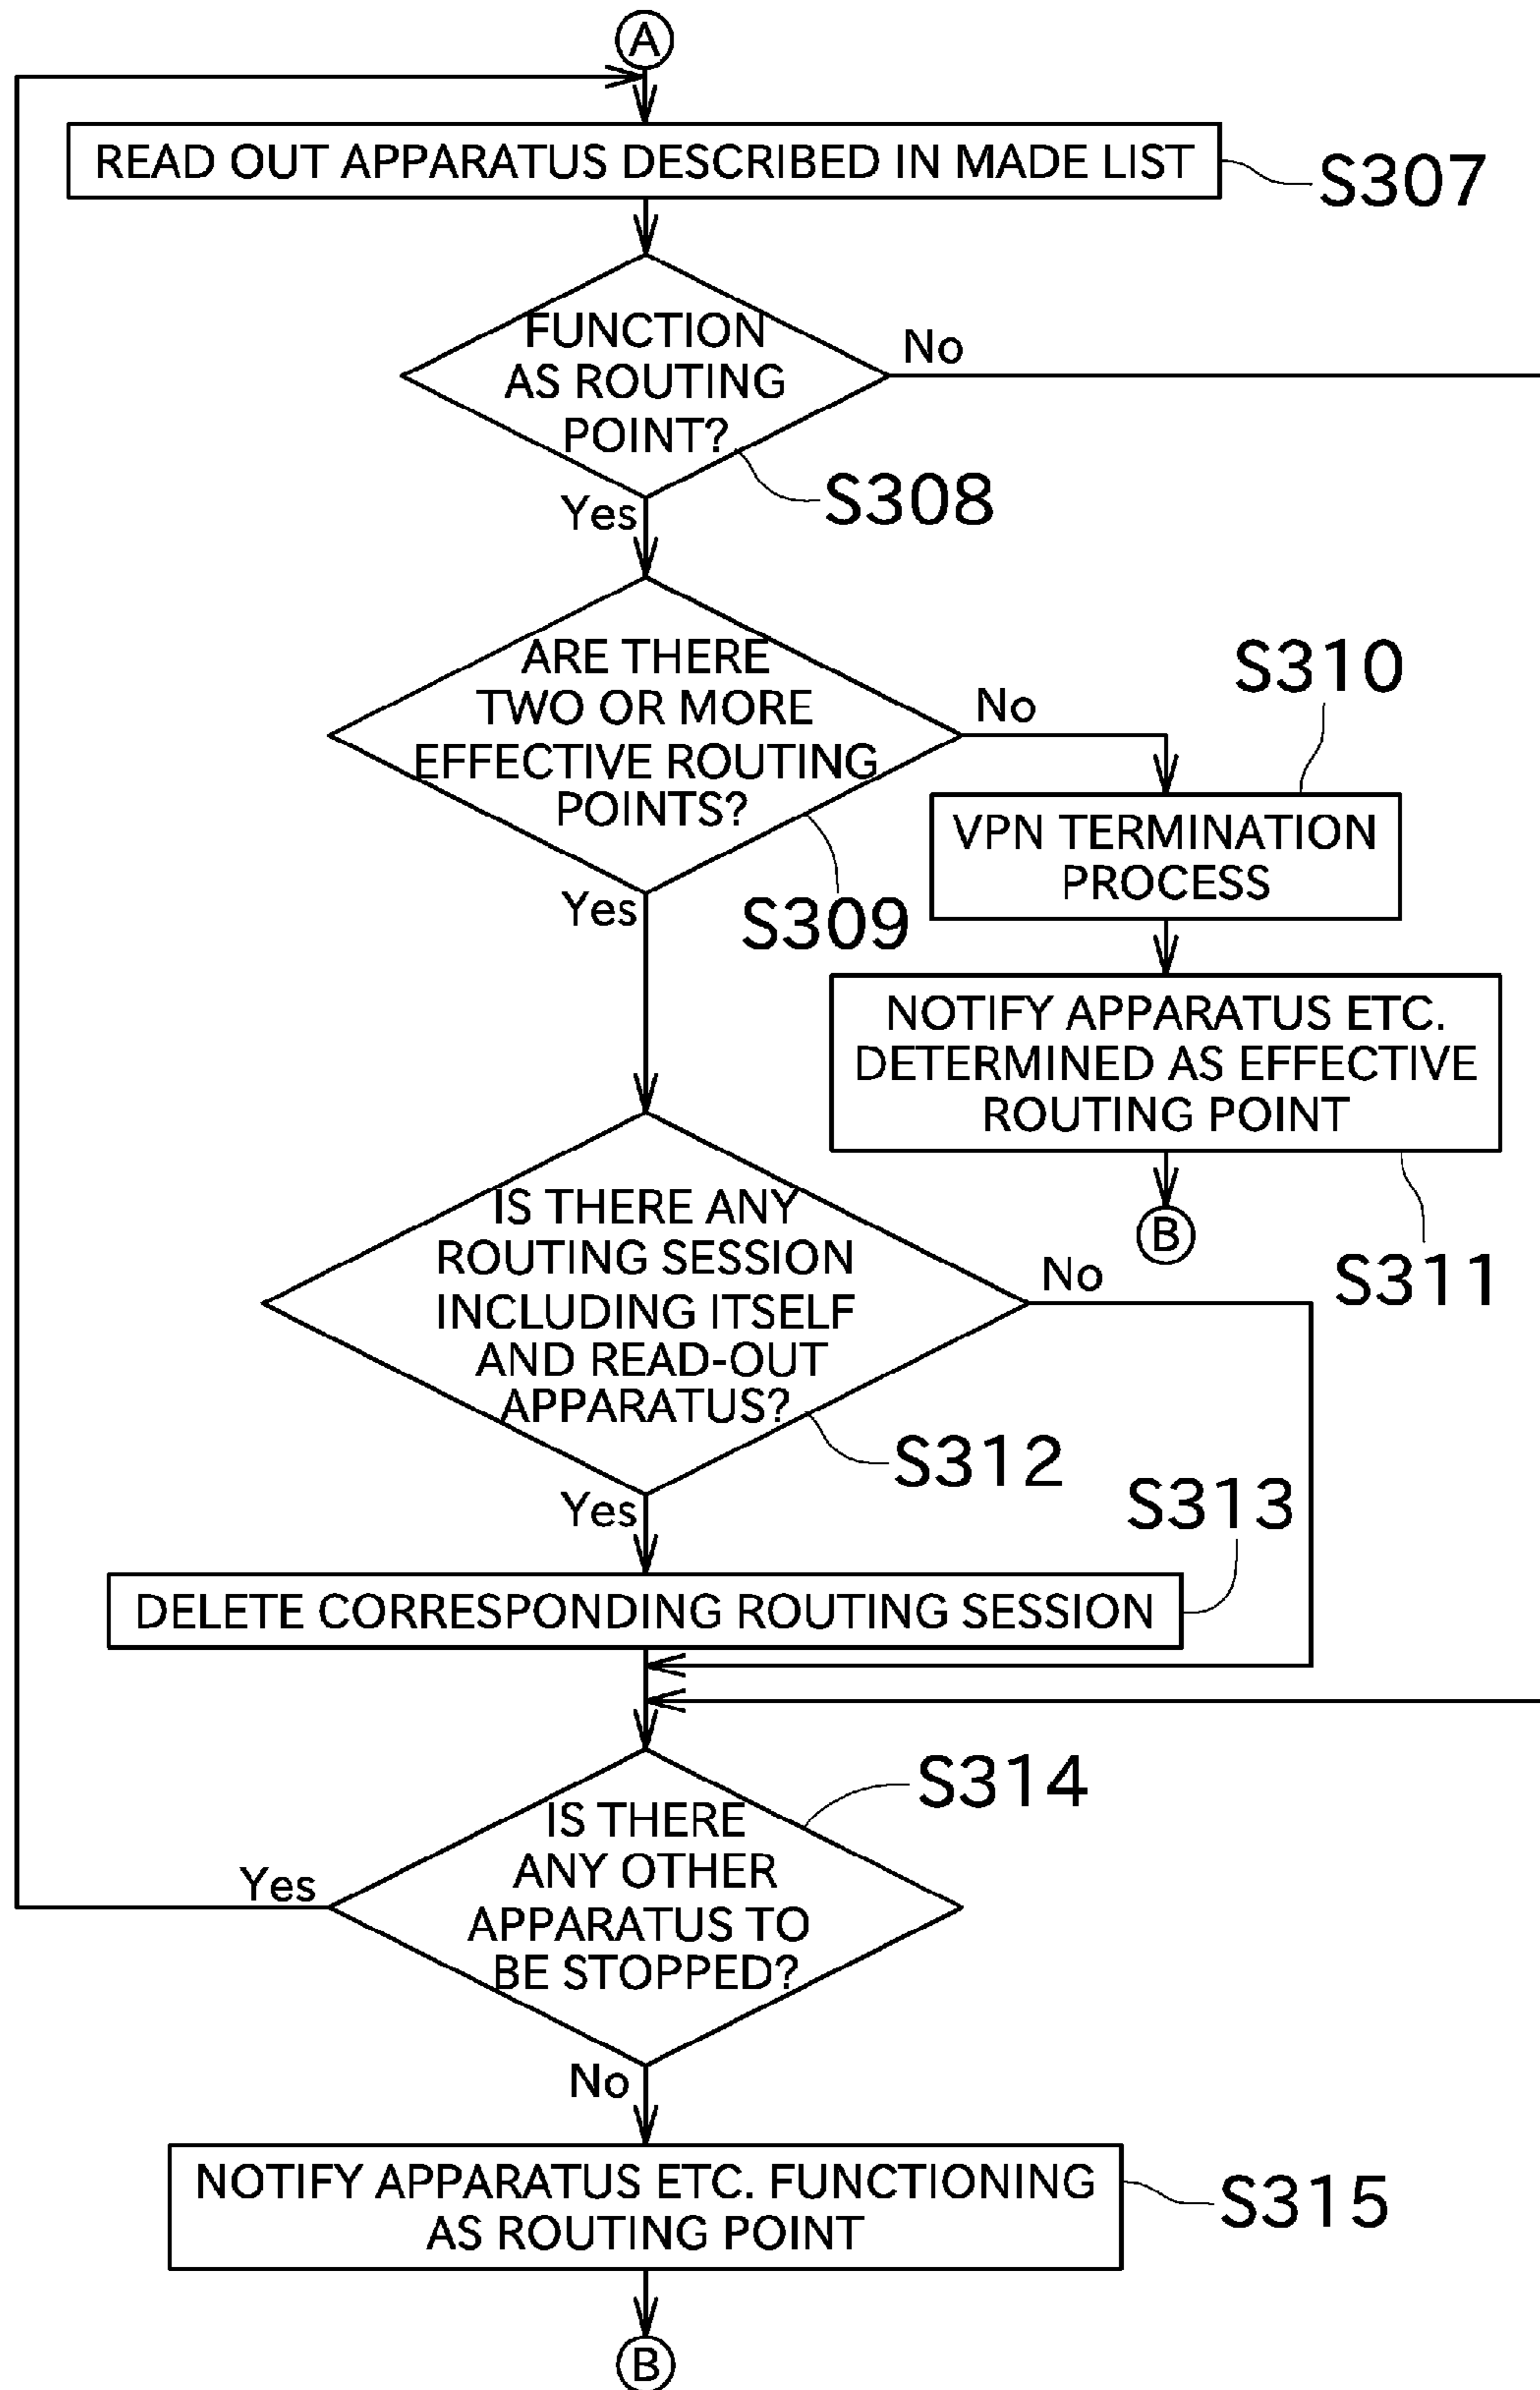 A
READ OUT APPARATUS DESCRIBED IN MADE LIST
S307
FUNCTION
AS ROUTING
POINT?
No
S308
Yes
ARE THERE
TWO OR MORE
EFFECTIVE ROUTING
POINTS?
No
S310
VPN TERMINATION
PROCESS
Yes
S309
NOTIFY APPARATUS ETC.
DETERMINED AS EFFECTIVE
ROUTING POINT
B
S311
IS THERE ANY
ROUTING SESSION
INCLUDING ITSELF
AND READ-OUT
APPARATUS?
No
S312
Yes
S313
DELETE CORRESPONDING ROUTING SESSION
S314
IS THERE
ANY OTHER
APPARATUS TO
BE STOPPED?
Yes
No
NOTIFY APPARATUS ETC. FUNCTIONING
AS ROUTING POINT
S315
B